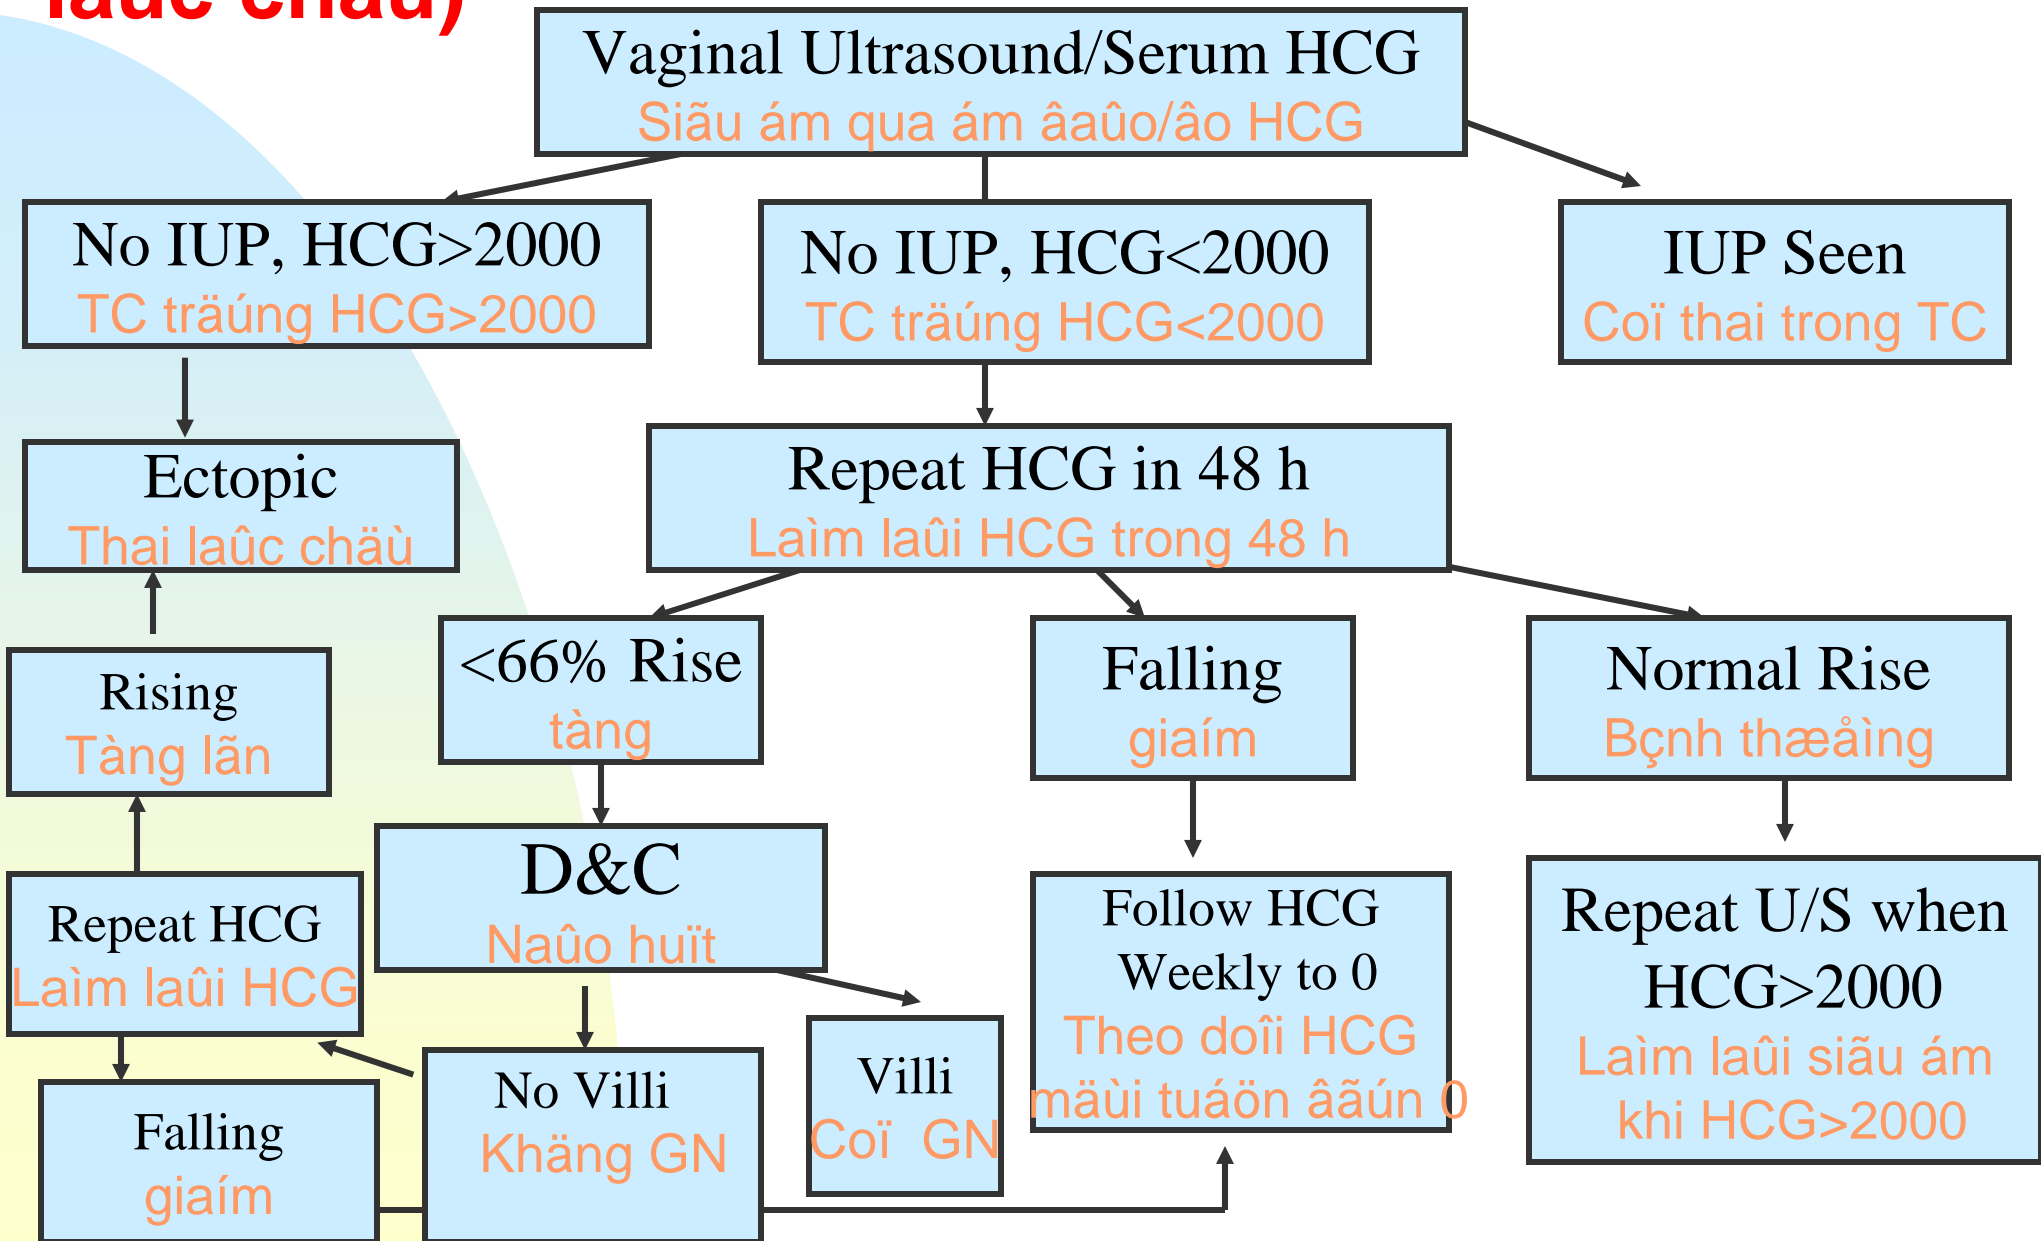 laûc chäù)
Vaginal Ultrasound/Serum HCG
Siãu ám qua ám âaûo/âo HCG
No IUP, HCG>2000
TC träúng HCG>2000
No IUP, HCG<2000
TC träúng HCG<2000
IUP Seen
Coï thai trong TC
Ectopic
Thai laûc chäù
Repeat HCG in 48 h
Laìm laûi HCG trong 48 h
Rising
Tàng lãn
<66% Rise
tàng
Falling
giaím
Normal Rise
Bçnh thæåìng
Repeat HCG
Laìm laûi HCG
D&C
Naûo huït
Follow HCG
Weekly to 0
Theo doîi HCG
mäùi tuáön âãún 0
Repeat U/S when
HCG>2000
Laìm laûi siãu ám
khi HCG>2000
Falling
giaím
No Villi
Khäng GN
Villi
Coï GN